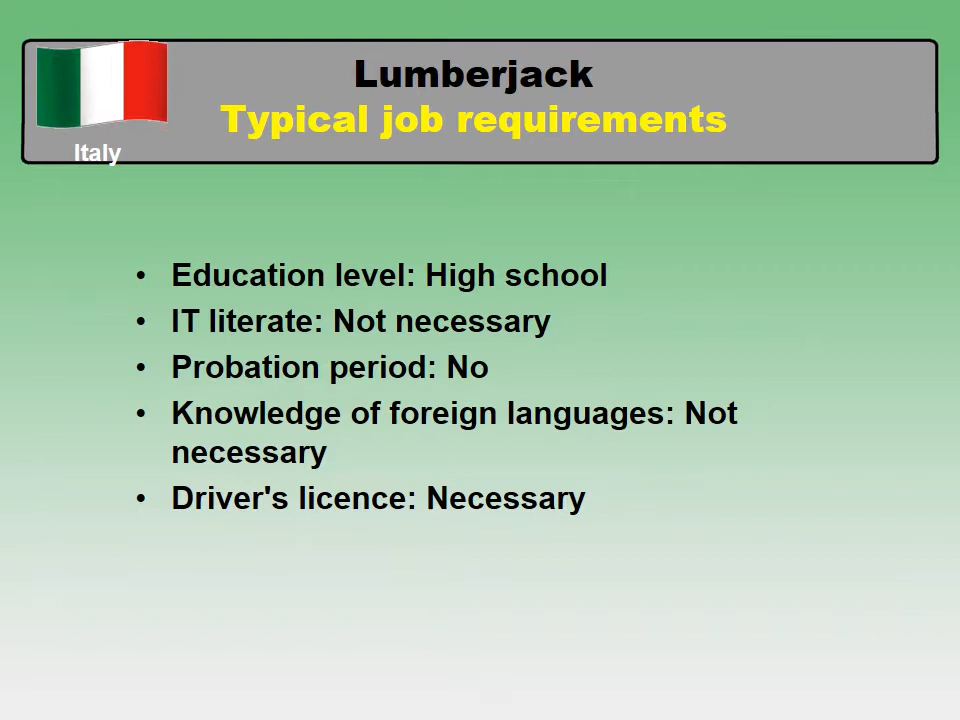 Lumberjack
Typical job requirements
Italy
• Education level: High school
• IT literate: Not necessary
• Probation period: No
• Knowledge of foreign languages: Not
necessary
• Driver's licence: Necessary